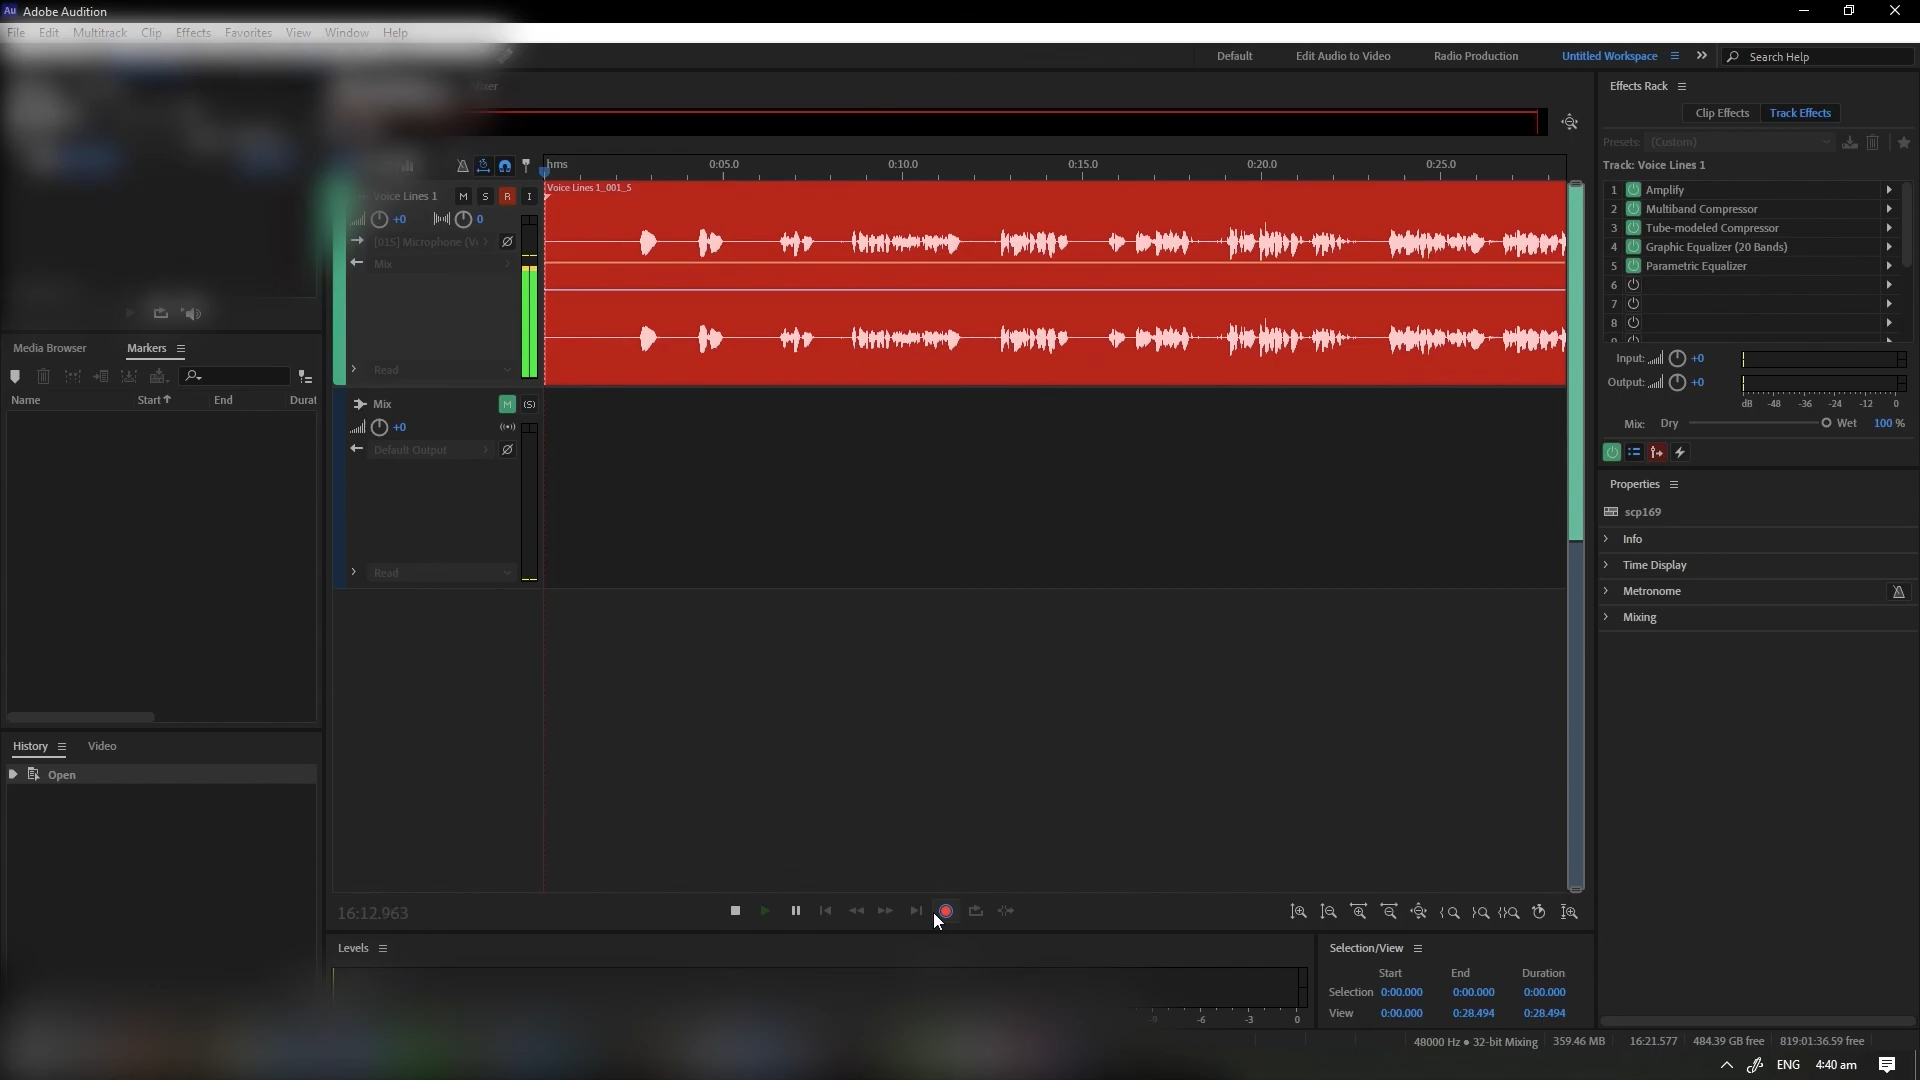 Au Adobe Audition
File Edit Multitrack Clip Effects Favorites View Window Help
Default Edit Audio to Video Radio Production Untitled Workspace Search Help
Effects Rack
Clip Effects Track Effects
Presets: (Custom)
Track: Voice Lines 1
hms 0:05.0 0:10.0 0:15.0 0:20.0 0:25.0
Voice Lines 1_001_5
Voice Lines 1 M S R I
+0 0
[01S] Microphone (V
Mix
Read
1 Amplify
2 Multiband Compressor
3 Tube-modeled Compressor
4 Graphic Equalizer (20 Bands)
5 Parametric Equalizer
6
7
8
Input: +0
Output: +0
dB -48 -36 -24 -12 0
Mix: Dry Wet 100 %
Media Browser Markers
Name Start End Durat
Mix M (S)
+0
Default Output
Read
Properties
scp169
Info
Time Display
Metronome
Mixing
History Video
Open
16:12.963
Levels
-9 -6 -3 0
Selection/View
Start End Duration
Selection 0:00.000 0:00.000 0:00.000
View 0:00.000 0:28.494 0:28.494
48000 Hz • 32-bit Mixing 359.46 MB 16:21.577 484.39 GB free 819:01:36.59 free
ENG 4:40 am